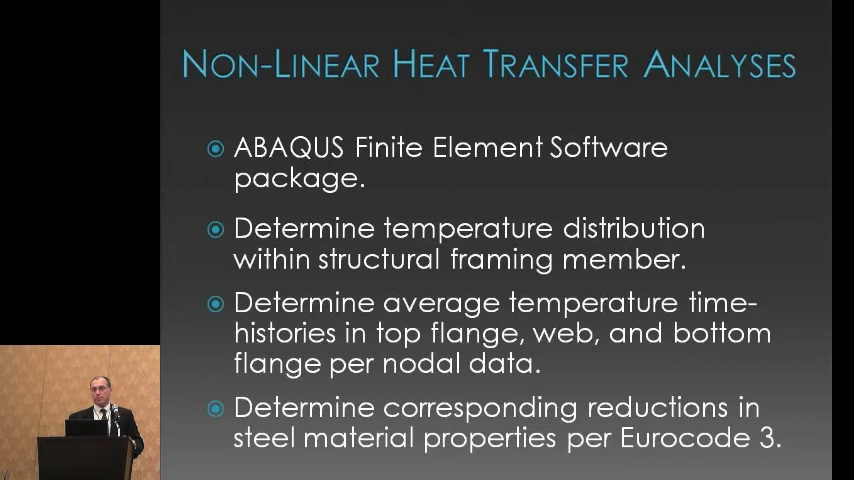 NON-LINEAR HEAT TRANSFER ANALYSES
ABAQUS Finite Element Software
package.
Determine temperature distribution
within structural framing member.
Determine average temperature time-
histories in top flange, web, and bottom
flange per nodal data.
Determine corresponding reductions in
steel material properties per Eurocode 3.